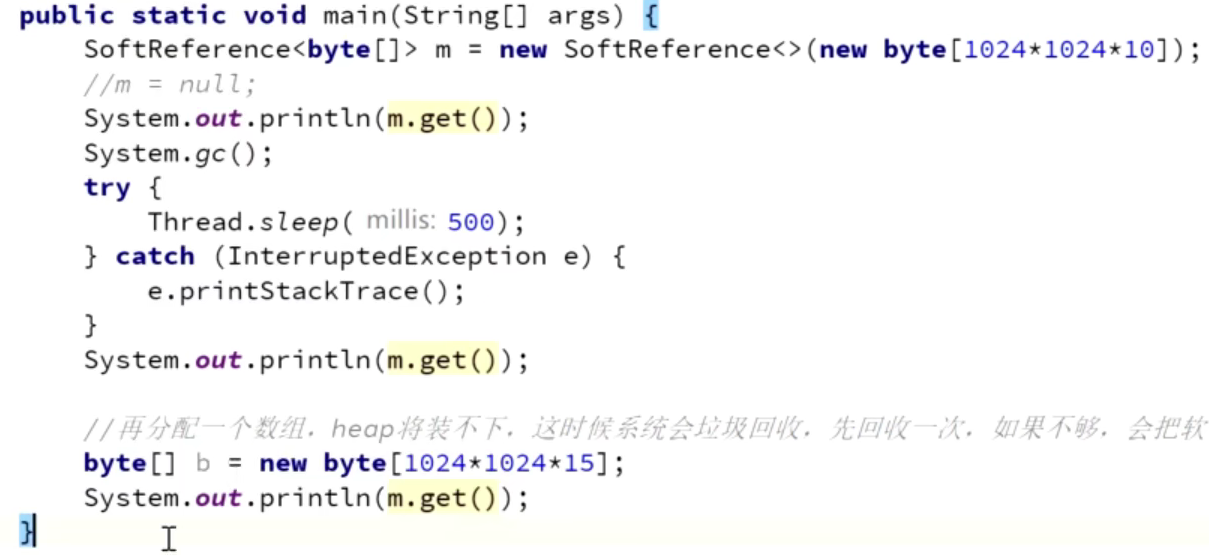 public static void main(String[] args) {
    SoftReference<byte[]> m = new SoftReference<>(new byte[1024*1024*10]);
    //m = null;
    System.out.println(m.get());
    System.gc();
    try {
        Thread.sleep( millis: 500);
    } catch (InterruptedException e) {
        e.printStackTrace();
    }
    System.out.println(m.get());

    //再分配一个数组，heap将装不下，这时候系统会垃圾回收，先回收一次，如果不够，会把软
    byte[] b = new byte[1024*1024*15];
    System.out.println(m.get());
}